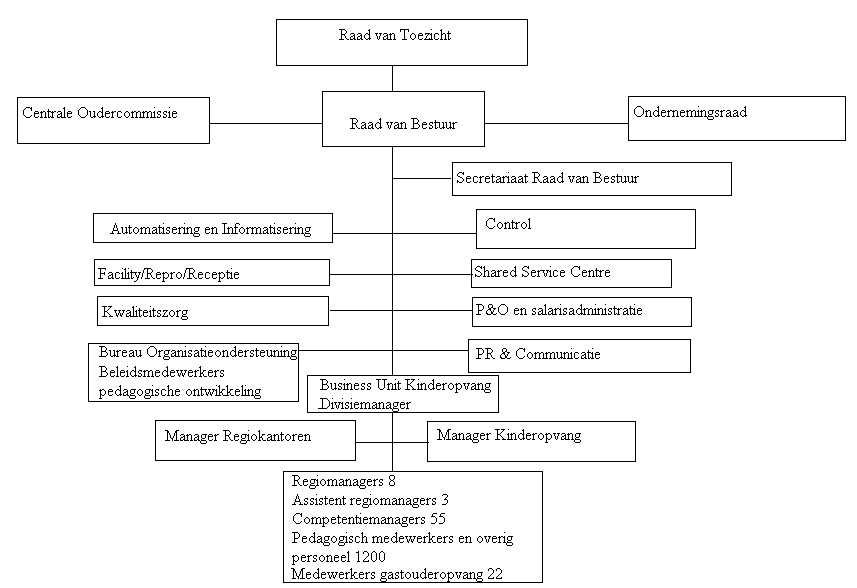 Raad van Toezicht
Centrale Oudercommissie
Raad van Bestuur
Ondernemingsraad
Secretariaat Raad van Bestuur
Automatisering en Informatisering
Control
Facility/Repro/Receptie
Shared Service Centre
Kwaliteitszorg
P&O en salarisadministratie
Bureau Organisatieondersteuning
Beleidsmedewerkers
pedagogische ontwikkeling
PR & Communicatie
Business Unit Kinderopvang
Divisiemanager
Manager Regiokantoren
Manager Kinderopvang
Regiomanagers 8
Assistent regiomanagers 3
Competentiemanagers 55
Pedagogisch medewerkers en overig
personeel 1200
Medewerkers gastouderopvang 22